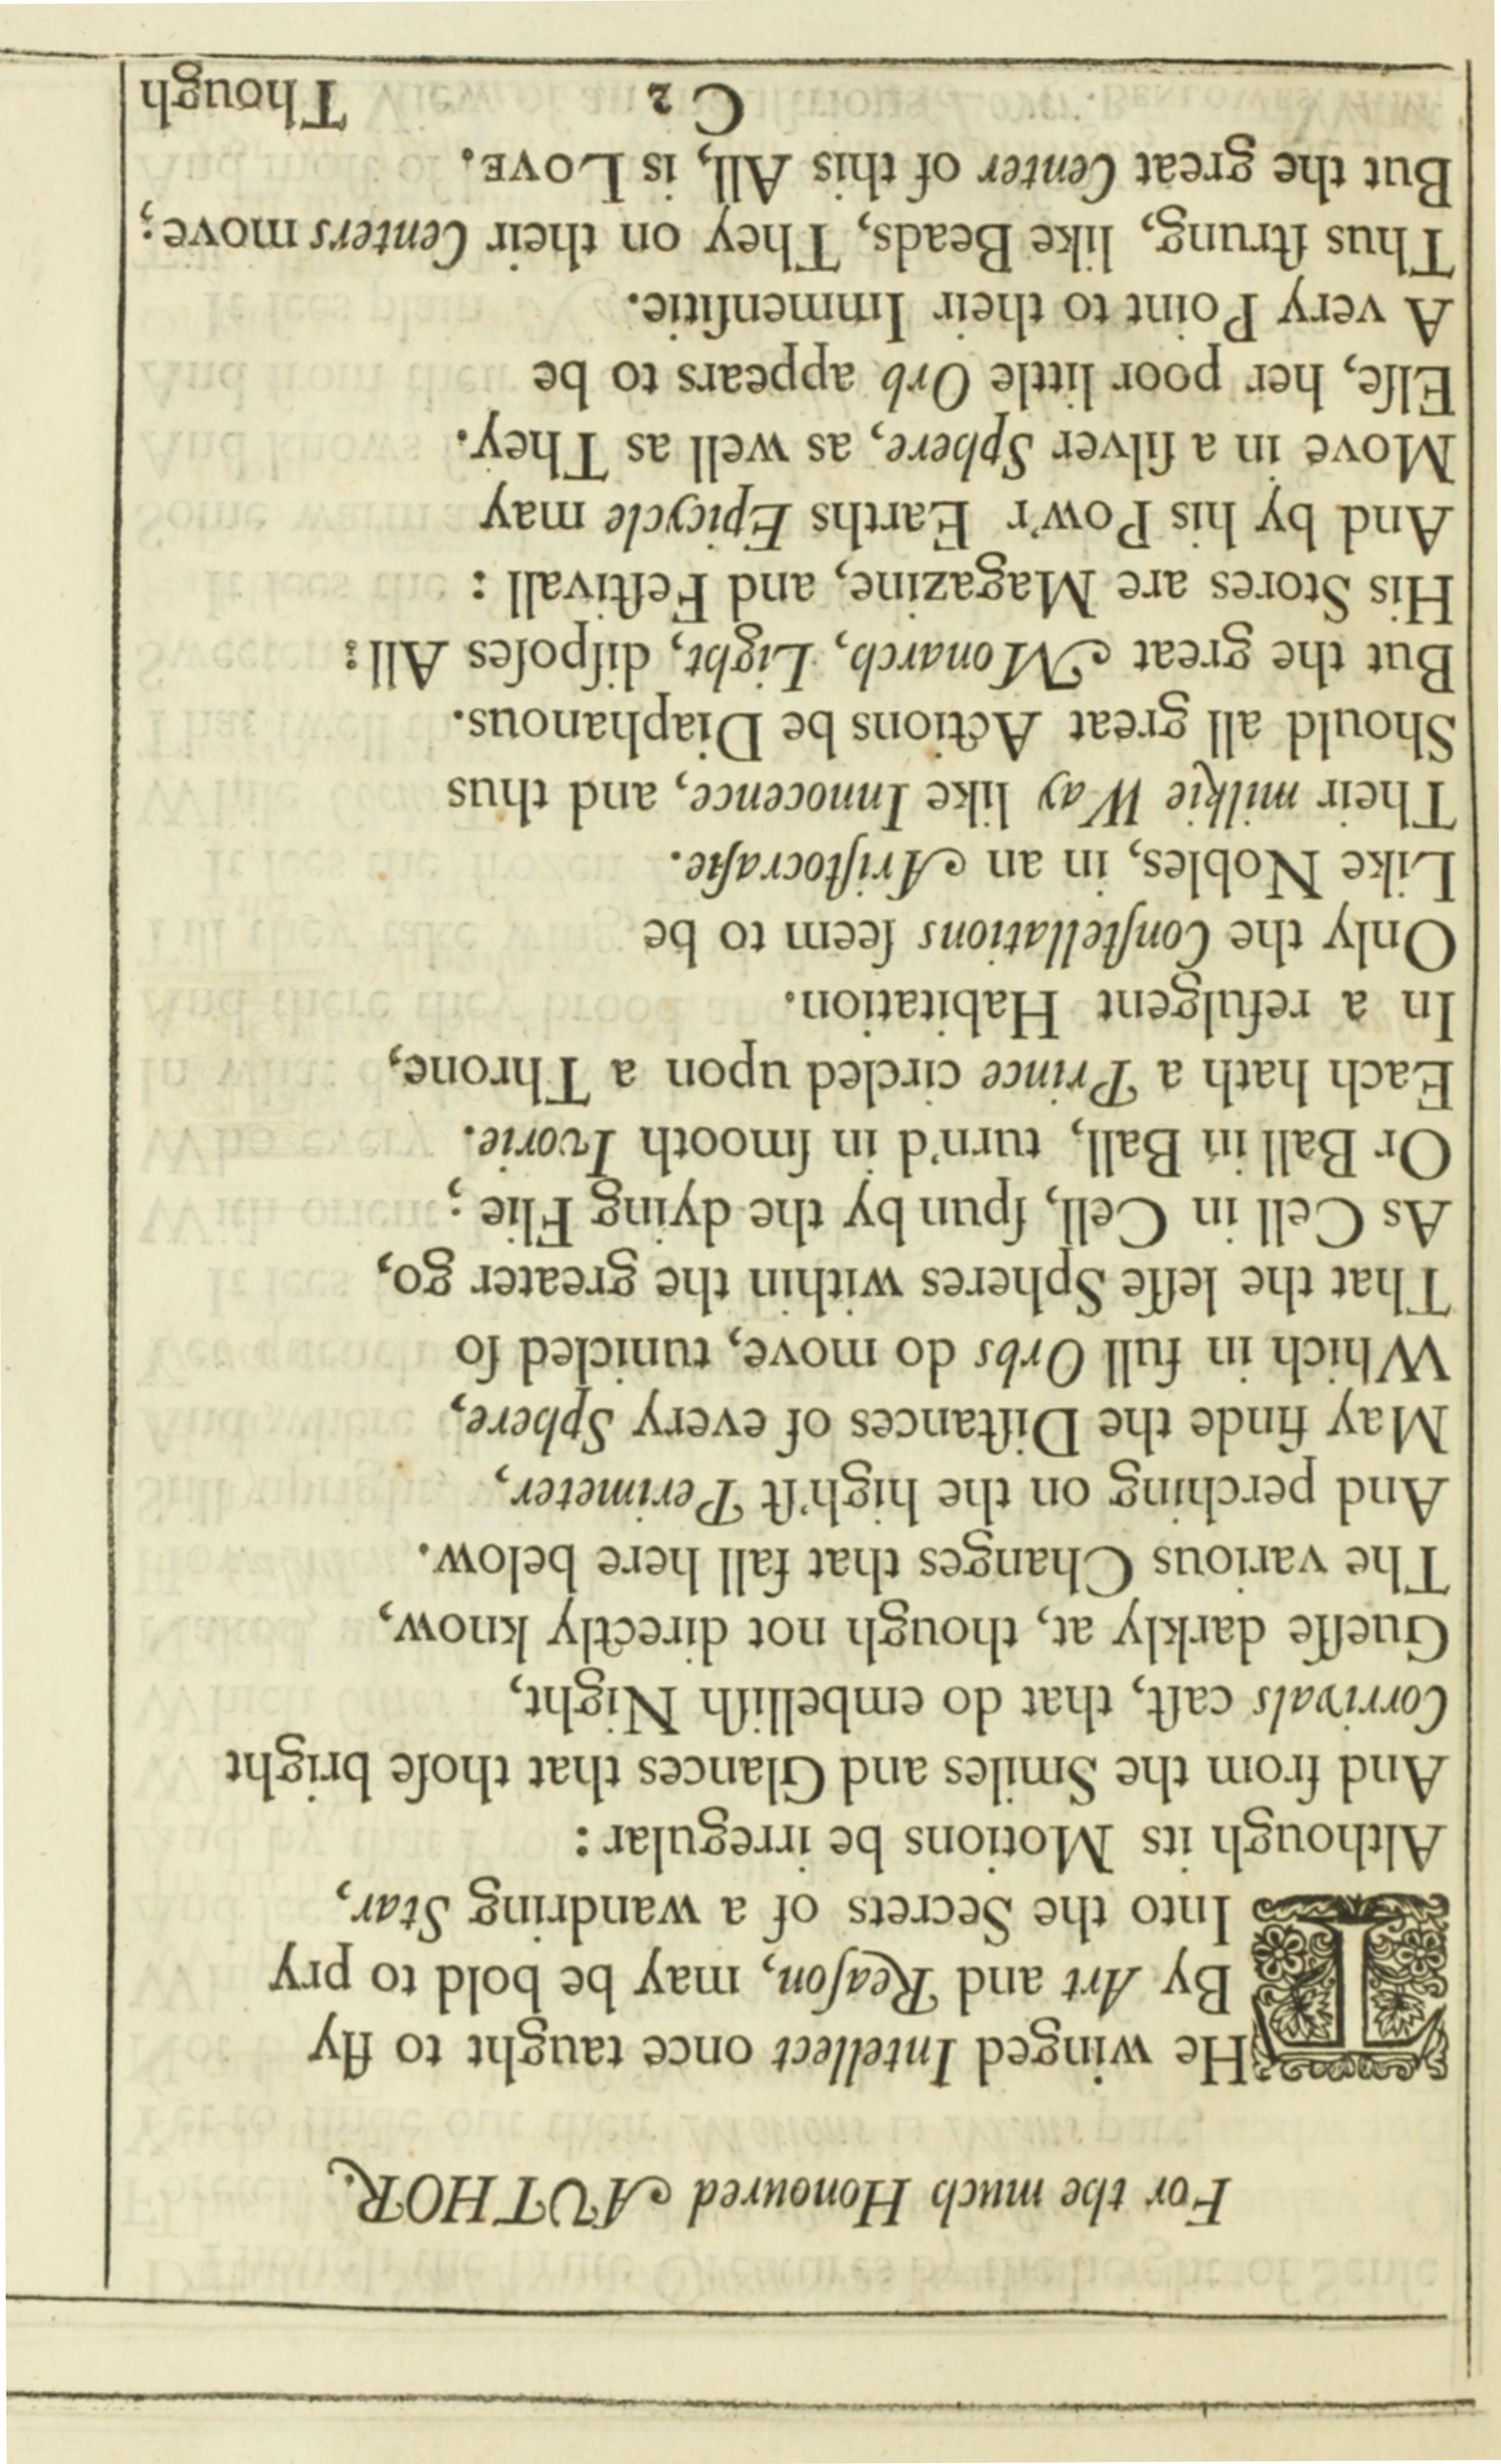 For the much Honoured AUTHOR.
THe winged Intellect once taught to fly
By Art and Reaſon, may be bold to pry
Into the Secrets of a wandring Star,
Although its Motions be irregular:
And from the Smiles and Glances that thoſe bright
Corrivals caſt, that do embelliſh Night,
Gueſſe darkly at, though not directly know,
The various Changes that fall here below.
And perching on the high'ſt Perimeter,
May finde the Diſtances of every Sphere,
Which in full Orbs do move, tunicled ſo
That the leſſe Spheres within the greater go,
As Cell in Cell, ſpun by the dying Flie;
Or Ball in Ball, turn'd in ſmooth Ivorie.
Each hath a Prince circled upon a Throne,
In a refulgent Habitation.
Only the Conſtellations ſeem to be
Like Nobles, in an Ariſtocraſie.
Their milkie Way like Innocence, and thus
Should all great Actions be Diaphanous.
But the great Monarch, Light, diſpoſes All:
His Stores are Magazine, and Feſtivall:
And by his Pow'r Earths Epicycle may
Move in a ſilver Sphere, as well as They.
Elſe, her poor little Orb appears to be
A very Point to their Immenſitie.
Thus ſtrung, like Beads, They on their Centers move;
But the great Center of this All, is LOVE.
C 2 Though